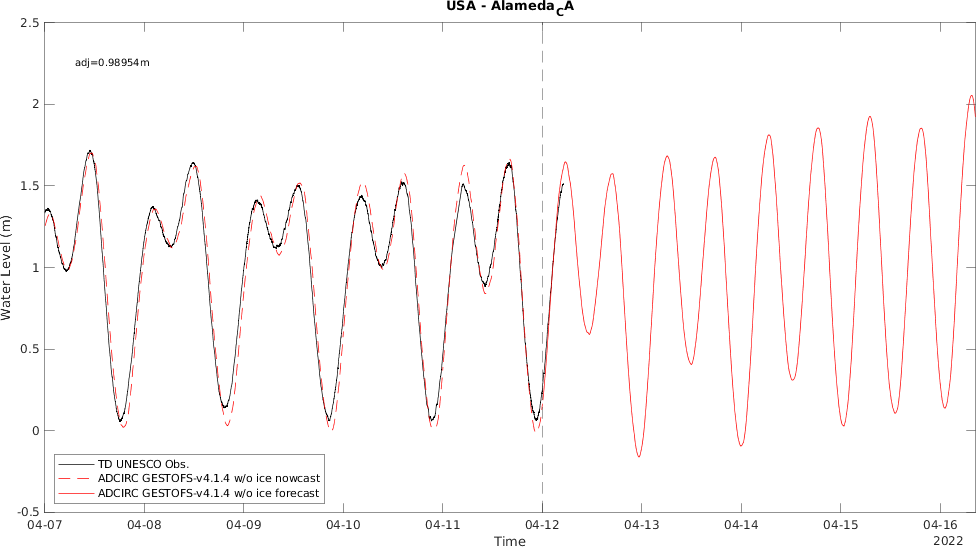 USA - Alameda_CA
2.5
adj=0.98954m
2
1.5
1
0.5
0
-0.5
Water Level (m)
TD UNESCO Obs.
ADCIRC GESTOFS-v4.1.4 w/o ice nowcast
ADCIRC GESTOFS-v4.1.4 w/o ice forecast
04-07 04-08 04-09 04-10 04-11 04-12 04-13 04-14 04-15 04-16
Time
2022